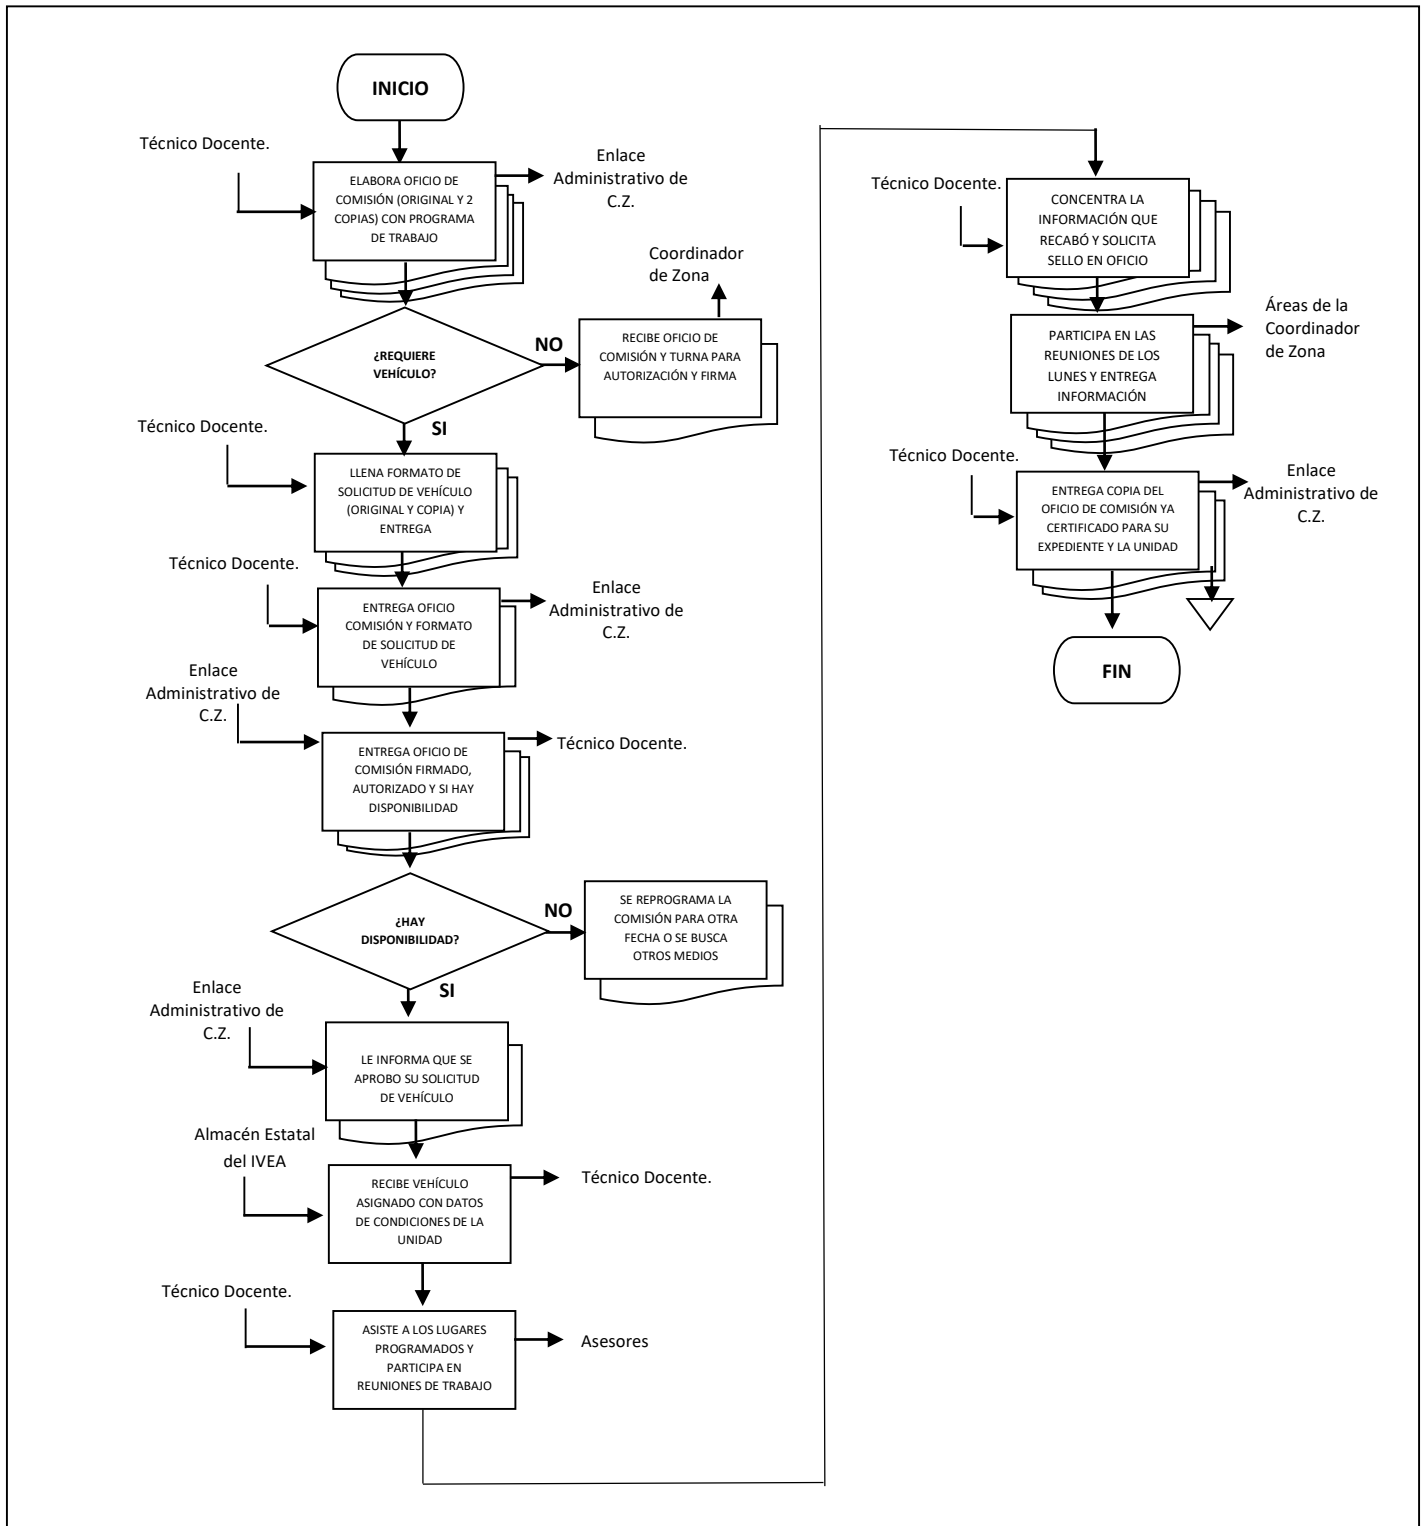 INICIO
Técnico Docente.
ELABORA OFICIO DE
COMISIÓN (ORIGINAL Y 2
COPIAS) CON PROGRAMA
DE TRABAJO
Enlace
Administrativo de
C.Z.
¿REQUIERE
VEHÍCULO?
NO
Coordinador
de Zona
RECIBE OFICIO DE
COMISIÓN Y TURNA PARA
AUTORIZACIÓN Y FIRMA
SI
Técnico Docente.
LLENA FORMATO DE
SOLICITUD DE VEHÍCULO
(ORIGINAL Y COPIA) Y
ENTREGA
Técnico Docente.
ENTREGA OFICIO
COMISIÓN Y FORMATO
DE SOLICITUD DE
VEHÍCULO
Enlace
Administrativo de
C.Z.
Enlace
Administrativo de
C.Z.
ENTREGA OFICIO DE
COMISIÓN FIRMADO,
AUTORIZADO Y SI HAY
DISPONIBILIDAD
Técnico Docente.
¿HAY
DISPONIBILIDAD?
NO
SE REPROGRAMA LA
COMISIÓN PARA OTRA
FECHA O SE BUSCA
OTROS MEDIOS
SI
Enlace
Administrativo de
C.Z.
LE INFORMA QUE SE
APROBO SU SOLICITUD
DE VEHÍCULO
Almacén Estatal
del IVEA
RECIBE VEHÍCULO
ASIGNADO CON DATOS
DE CONDICIONES DE LA
UNIDAD
Técnico Docente.
Técnico Docente.
ASISTE A LOS LUGARES
PROGRAMADOS Y
PARTICIPA EN
REUNIONES DE TRABAJO
Asesores
Técnico Docente.
CONCENTRA LA
INFORMACIÓN QUE
RECABÓ Y SOLICITA
SELLO EN OFICIO
PARTICIPA EN LAS
REUNIONES DE LOS
LUNES Y ENTREGA
INFORMACIÓN
Áreas de la
Coordinador
de Zona
Técnico Docente.
ENTREGA COPIA DEL
OFICIO DE COMISIÓN YA
CERTIFICADO PARA SU
EXPEDIENTE Y LA UNIDAD
Enlace
Administrativo de
C.Z.
FIN